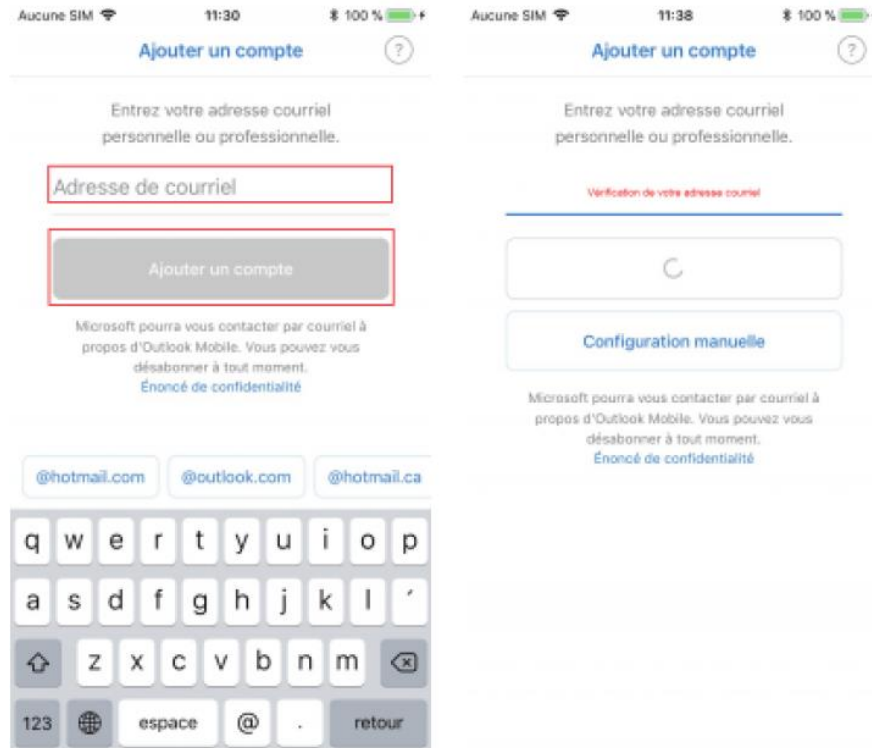 Aucune SIM 11:30 100 %
Ajouter un compte ?
Entrez votre adresse courriel
personnelle ou professionnelle.
Adresse de courriel
Ajouter un compte
Microsoft pourra vous contacter par courriel à
propos d'Outlook Mobile. Vous pouvez vous
désabonner à tout moment.
Énoncé de confidentialité
@hotmail.com @outlook.com @hotmail.ca
q w e r t y u i o p
a s d f g h j k l ´
z x c v b n m
123 espace @ . retour
Aucune SIM 11:38 100 %
Ajouter un compte ?
Entrez votre adresse courriel
personnelle ou professionnelle.
Vérification de votre adresse courriel
Configuration manuelle
Microsoft pourra vous contacter par courriel à
propos d'Outlook Mobile. Vous pouvez vous
désabonner à tout moment.
Énoncé de confidentialité